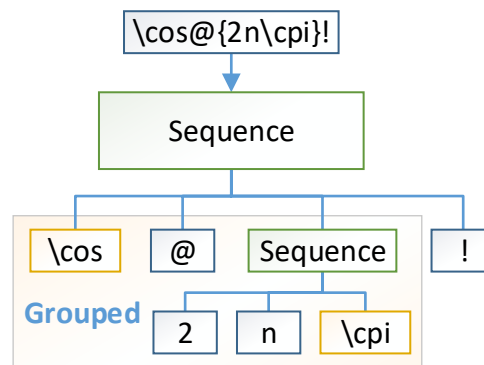 \cos@{2n\cpi}!
Sequence
\cos @ Sequence !
Grouped 2 n \cpi